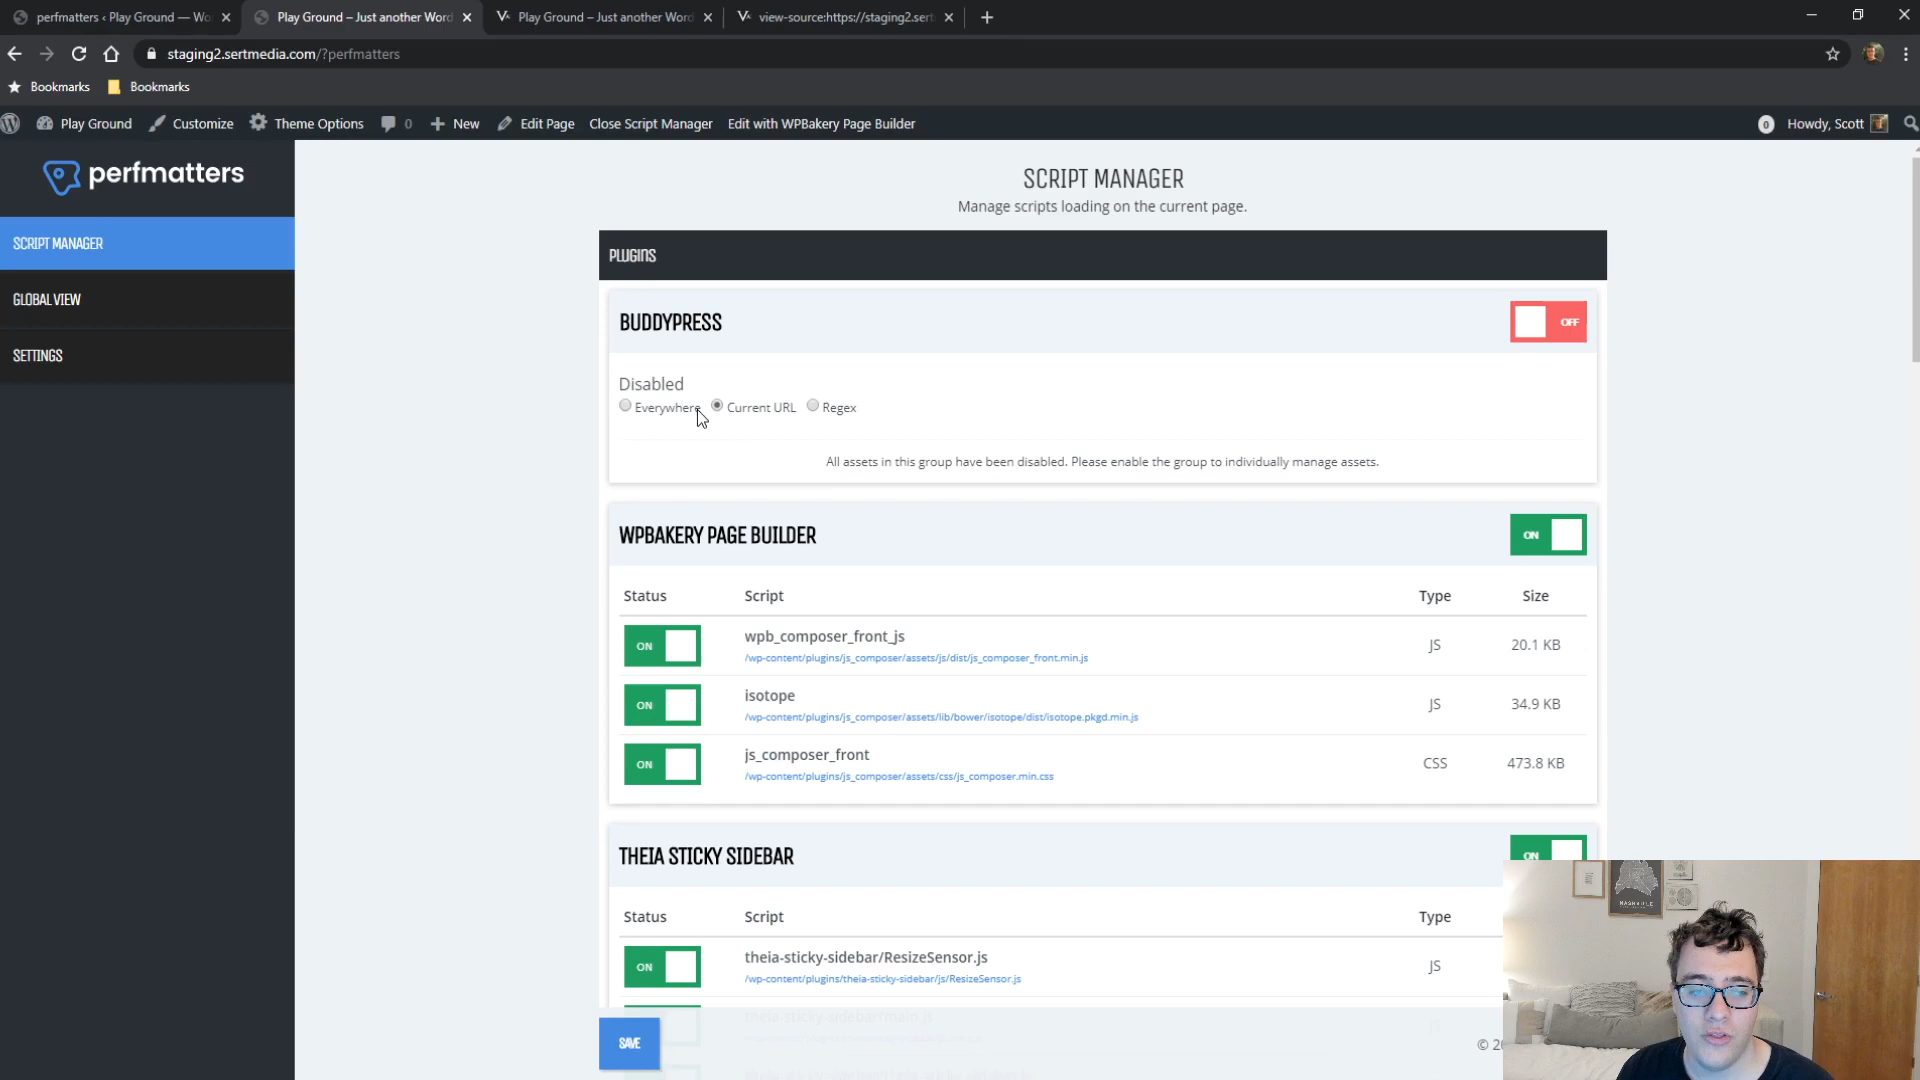 perfmatters ‹ Play Ground — Wo
Play Ground – Just another Word
Play Ground – Just another Word
view-source:https://staging2.sert
staging2.sertmedia.com/?perfmatters
Bookmarks
Bookmarks
Play Ground
Customize
Theme Options
0
New
Edit Page
Close Script Manager
Edit with WPBakery Page Builder
0
Howdy, Scott
perfmatters
SCRIPT MANAGER
GLOBAL VIEW
SETTINGS
SCRIPT MANAGER
Manage scripts loading on the current page.
PLUGINS
BUDDYPRESS
OFF
Disabled
Everywhere
Current URL
Regex
All assets in this group have been disabled. Please enable the group to individually manage assets.
WPBAKERY PAGE BUILDER
ON
Status Script Type Size
ON wpb_composer_front_js JS 20.1 KB
/wp-content/plugins/js_composer/assets/js/dist/js_composer_front.min.js
ON isotope JS 34.9 KB
/wp-content/plugins/js_composer/assets/lib/bower/isotope/dist/isotope.pkgd.min.js
ON js_composer_front CSS 473.8 KB
/wp-content/plugins/js_composer/assets/css/js_composer.min.css
THEIA STICKY SIDEBAR
ON
Status Script Type
ON theia-sticky-sidebar/ResizeSensor.js JS
/wp-content/plugins/theia-sticky-sidebar/js/ResizeSensor.js
SAVE
© 20
NASHVILLE